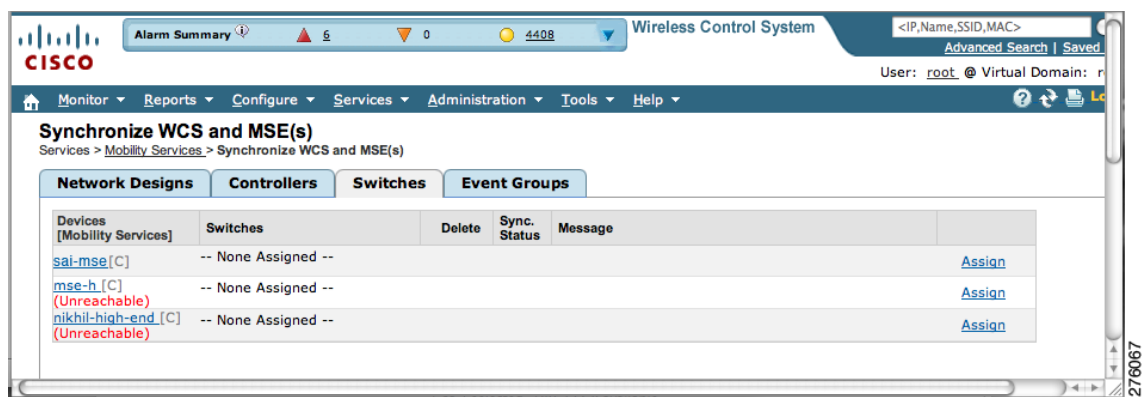 Alarm Summary 6 0 4408 Wireless Control System <IP,Name,SSID,MAC>
Advanced Search | Saved
CISCO
User: root @ Virtual Domain:
Monitor Reports Configure Services Administration Tools Help
Synchronize WCS and MSE(s)
Services > Mobility Services > Synchronize WCS and MSE(s)
Network Designs Controllers Switches Event Groups
Devices [Mobility Services] Switches Delete Sync. Status Message
sai-mse[C] -- None Assigned -- Assign
mse-h [C] -- None Assigned -- Assign
(Unreachable)
nikhil-high-end [C] -- None Assigned -- Assign
(Unreachable)
276067